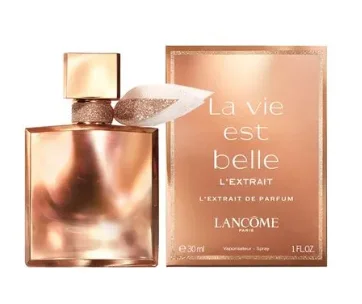 La vie
est
belle
L'EXTRAIT
L'EXTRAIT DE PARFUM
LANCÔME
PARIS
e 30 ml Vaporisateur - Spray 1 FL.OZ.